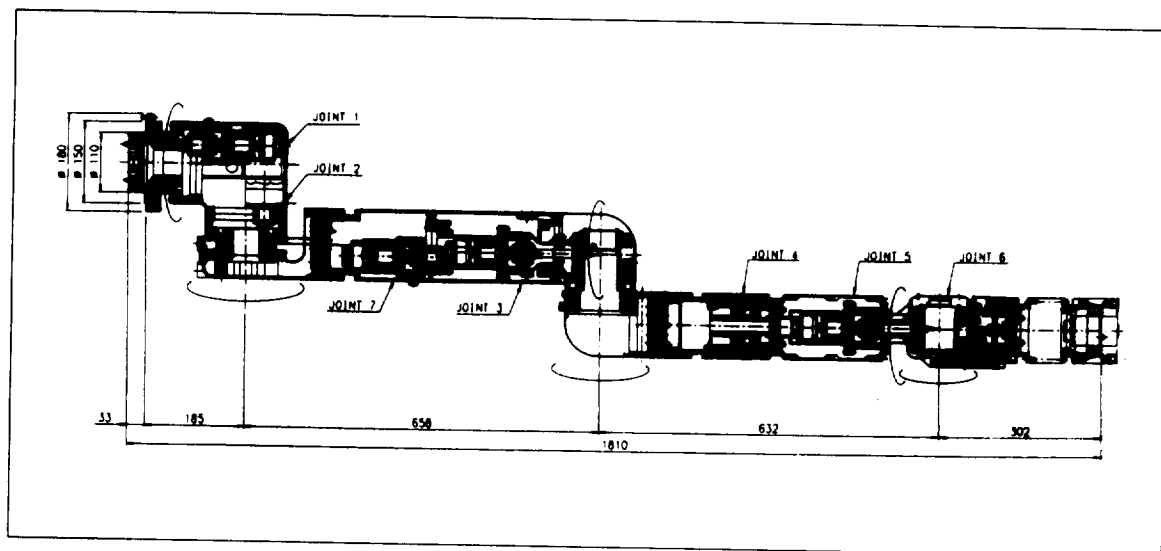 JOINT 1
ø 180
ø 150
ø 110
JOINT 2
JOINT 4
JOINT 5
JOINT 6
JOINT 7
JOINT 3
33
185
658
632
302
1810